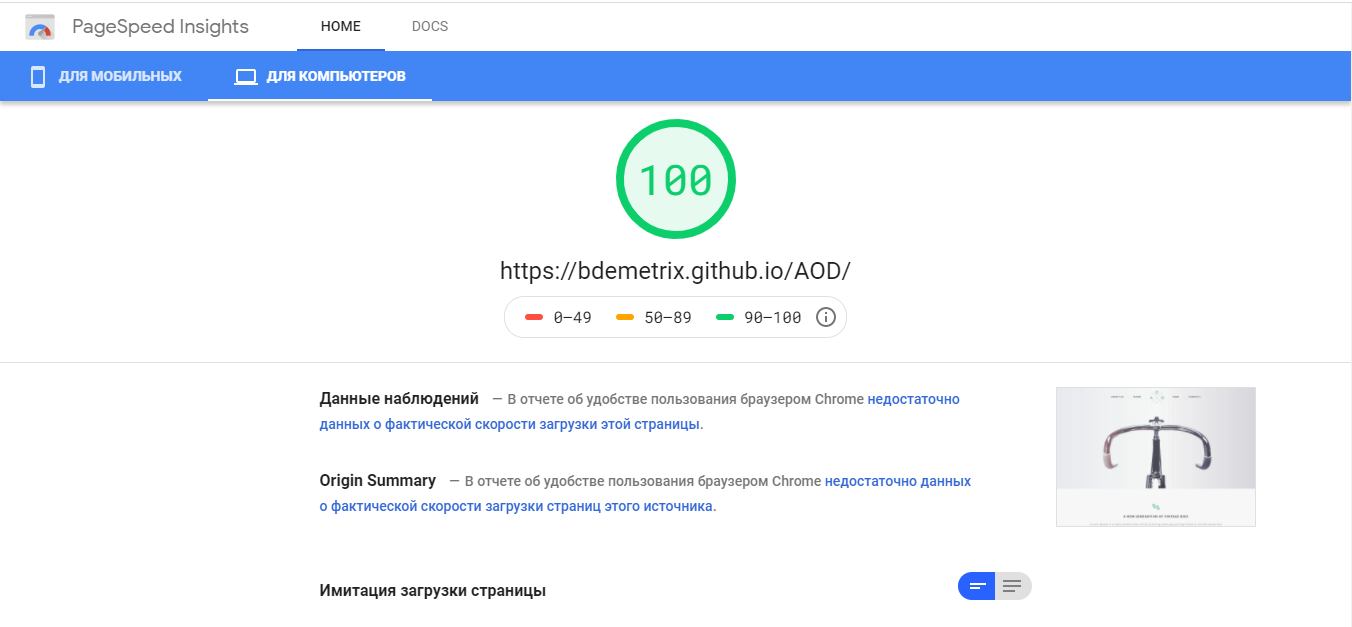 PageSpeed Insights
HOME
DOCS
ДЛЯ МОБИЛЬНЫХ
ДЛЯ КОМПЬЮТЕРОВ
100
https://bdemetrix.github.io/AOD/
0–49
50–89
90–100
Данные наблюдений — В отчете об удобстве пользования браузером Chrome недостаточно
данных о фактической скорости загрузки этой страницы.
Origin Summary — В отчете об удобстве пользования браузером Chrome недостаточно данных
о фактической скорости загрузки страниц этого источника.
Имитация загрузки страницы